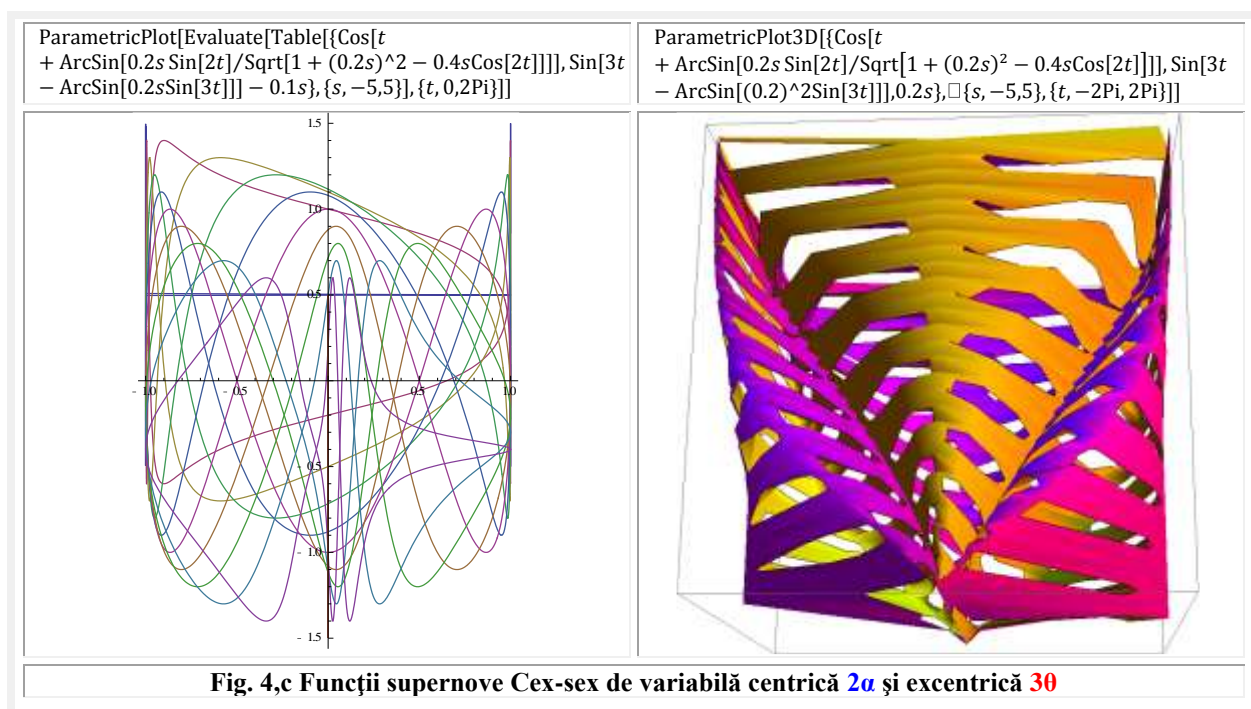 ParametricPlot[Evaluate[Table[{Cos[t
+ ArcSin[0.2s Sin[2t]/Sqrt[1 + (0.2s)^2 − 0.4sCos[2t]]]], Sin[3t
− ArcSin[0.2sSin[3t]]] − 0.1s}, {s, −5,5}], {t, 0,2Pi}]]
ParametricPlot3D[{Cos[t
+ ArcSin[0.2s Sin[2t]/Sqrt[1 + (0.2s)² − 0.4sCos[2t]]]], Sin[3t
− ArcSin[(0.2)^2Sin[3t]]],0.2s},□{s, −5,5}, {t, −2Pi, 2Pi}]]
1.5
1.0
0.5
- 1.0
- 0.5
0.5
1.0
- 0.5
- 1.0
- 1.5
Fig. 4,c Funcţii supernove Cex-sex de variabilă centrică 2α şi excentrică 3θ